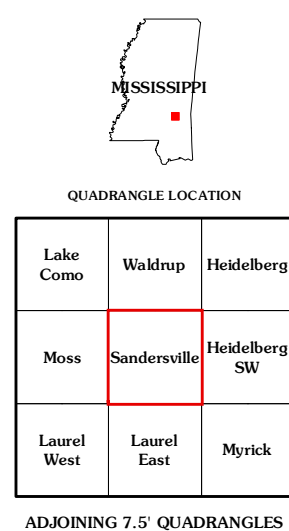 MISSISSIPPI
QUADRANGLE LOCATION
Lake
Como
Waldrup
Heidelberg
Moss
Sandersville
Heidelberg
SW
Laurel
West
Laurel
East
Myrick
ADJOINING 7.5' QUADRANGLES